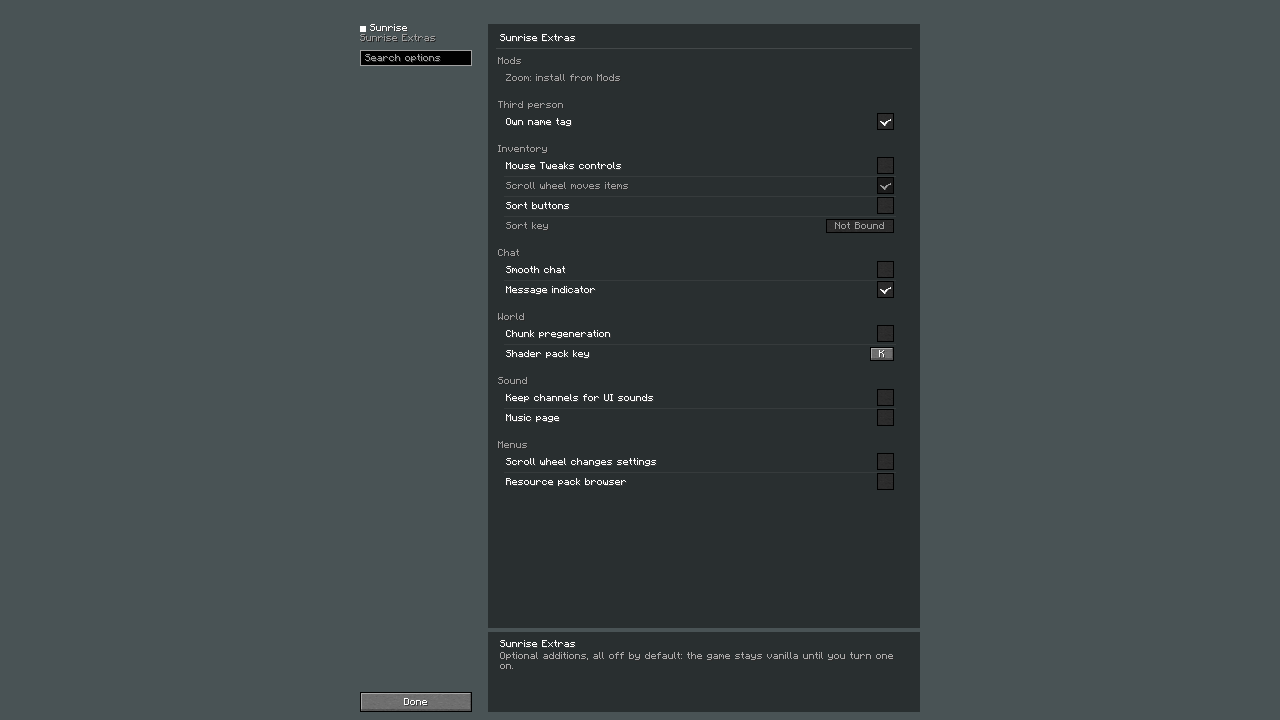 Sunrise
Sunrise Extras
Search options
Sunrise Extras
Mods
Zoom: install from Mods
Third person
Own name tag
Inventory
Mouse Tweaks controls
Scroll wheel moves items
Sort buttons
Sort key
Not Bound
Chat
Smooth chat
Message indicator
World
Chunk pregeneration
Shader pack key
K
Sound
Keep channels for UI sounds
Music page
Menus
Scroll wheel changes settings
Resource pack browser
Sunrise Extras
Optional additions, all off by default: the game stays vanilla until you turn one
on.
Done